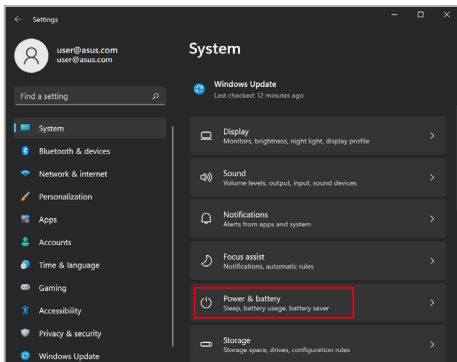 Settings
user@asus.com
user@asus.com
Find a setting
System
Bluetooth & devices
Network & internet
Personalization
Apps
Accounts
Time & language
Gaming
Accessibility
Privacy & security
Windows Update
System
Windows Update
Last checked: 12 minutes ago
Display
Monitors, brightness, night light, display profile
Sound
Volume levels, output, input, sound devices
Notifications
Alerts from apps and system
Focus assist
Notifications, automatic rules
Power & battery
Sleep, battery usage, battery saver
Storage
Storage space, drives, configuration rules